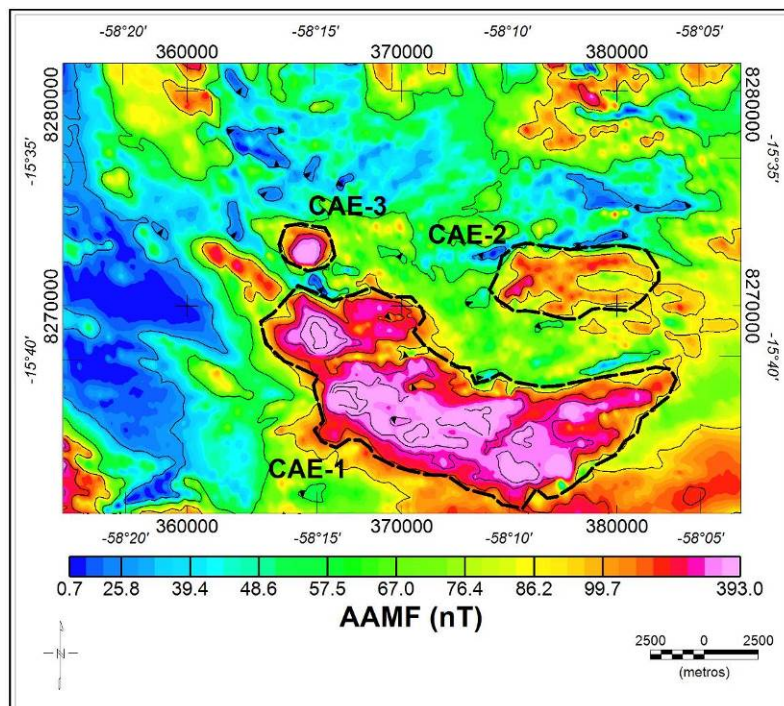 -58°20' -58°15' -58°10' -58°05'
360000 370000 380000
8280000 8280000
-15°35' -15°35'
CAE-3
CAE-2
8270000 8270000
-15°40' -15°40'
CAE-1
360000 370000 380000
-58°20' -58°15' -58°10' -58°05'
0.7 25.8 39.4 48.6 57.5 67.0 76.4 86.2 99.7 393.0
AAMF (nT)
2500 0 2500
(metros)
N